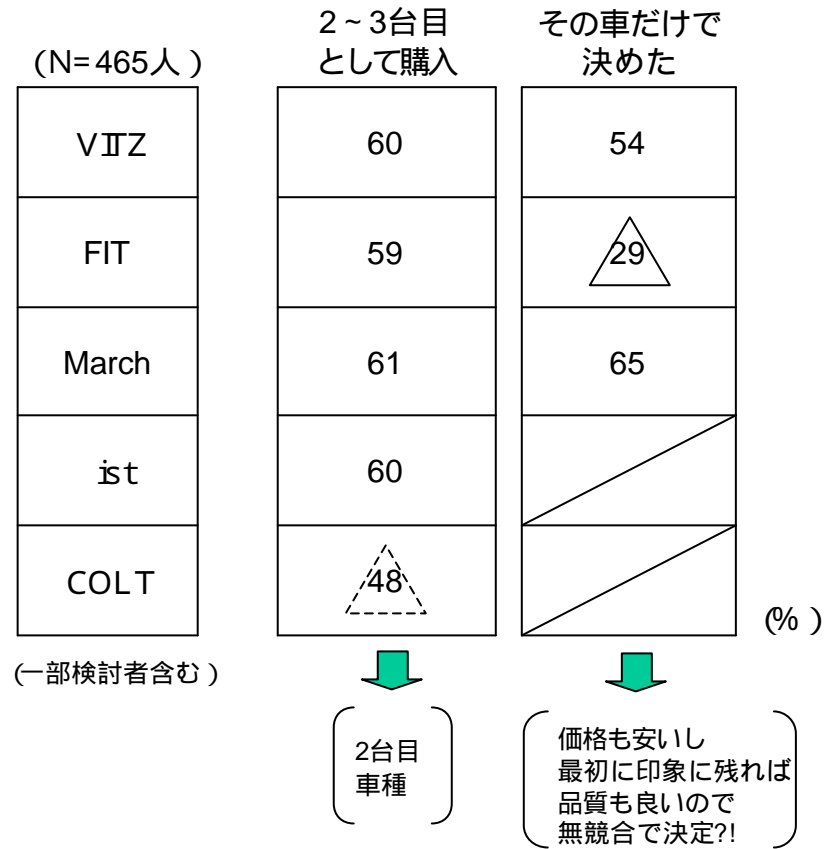 2~3台目
として購入
その車だけで
決めた
(N=465人)
VITZ 60 54
FIT 59 29
March 61 65
ist 60
COLT 48
(%)
(一部検討者含む)
2台目
車種
価格も安いし
最初に印象に残れば
品質も良いので
無競合で決定?!